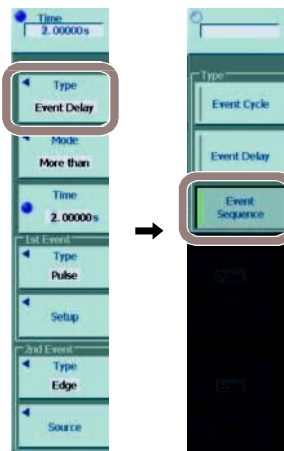 Time
2.00000s
Type
Event Delay
Mode
More than
Time
2.00000s
1st Event
Type
Pulse
Setup
2nd Event
Type
Edge
Source
Type
Event Cycle
Event Delay
Event
Sequence